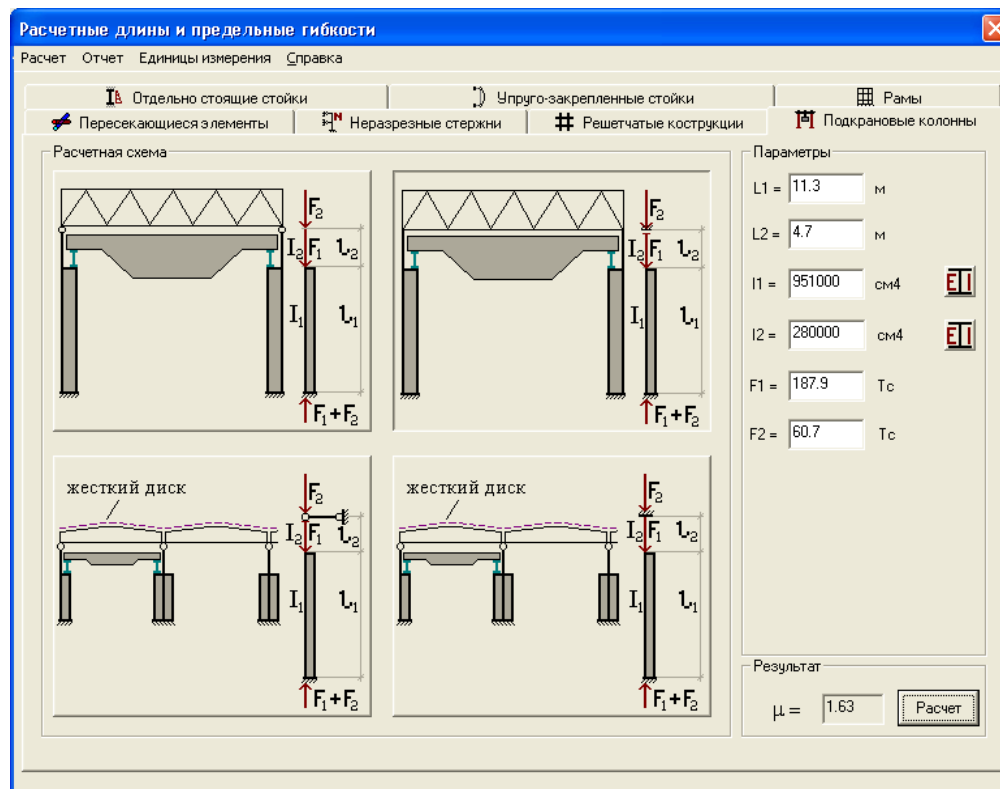 Расчетные длины и предельные гибкости
Расчет Отчет Единицы измерения Справка
Отдельно стоящие стойки Упруго-закрепленные стойки Рамы
Пересекающиеся элементы Неразрезные стержни Решетчатые кострукции Подкрановые колонны
Расчетная схема
F2
I2 F1 l2
I1 l1
F1+F2
F2
I2 F1 l2
I1 l1
F1+F2
жесткий диск
F2
I2 F1 l2
I1 l1
F1+F2
жесткий диск
F2
I2 F1 l2
I1 l1
F1+F2
Параметры
L1 = 11.3 м
L2 = 4.7 м
I1 = 951000 см4
I2 = 280000 см4
F1 = 187.9 Тс
F2 = 60.7 Тс
Результат
μ = 1.63 Расчет